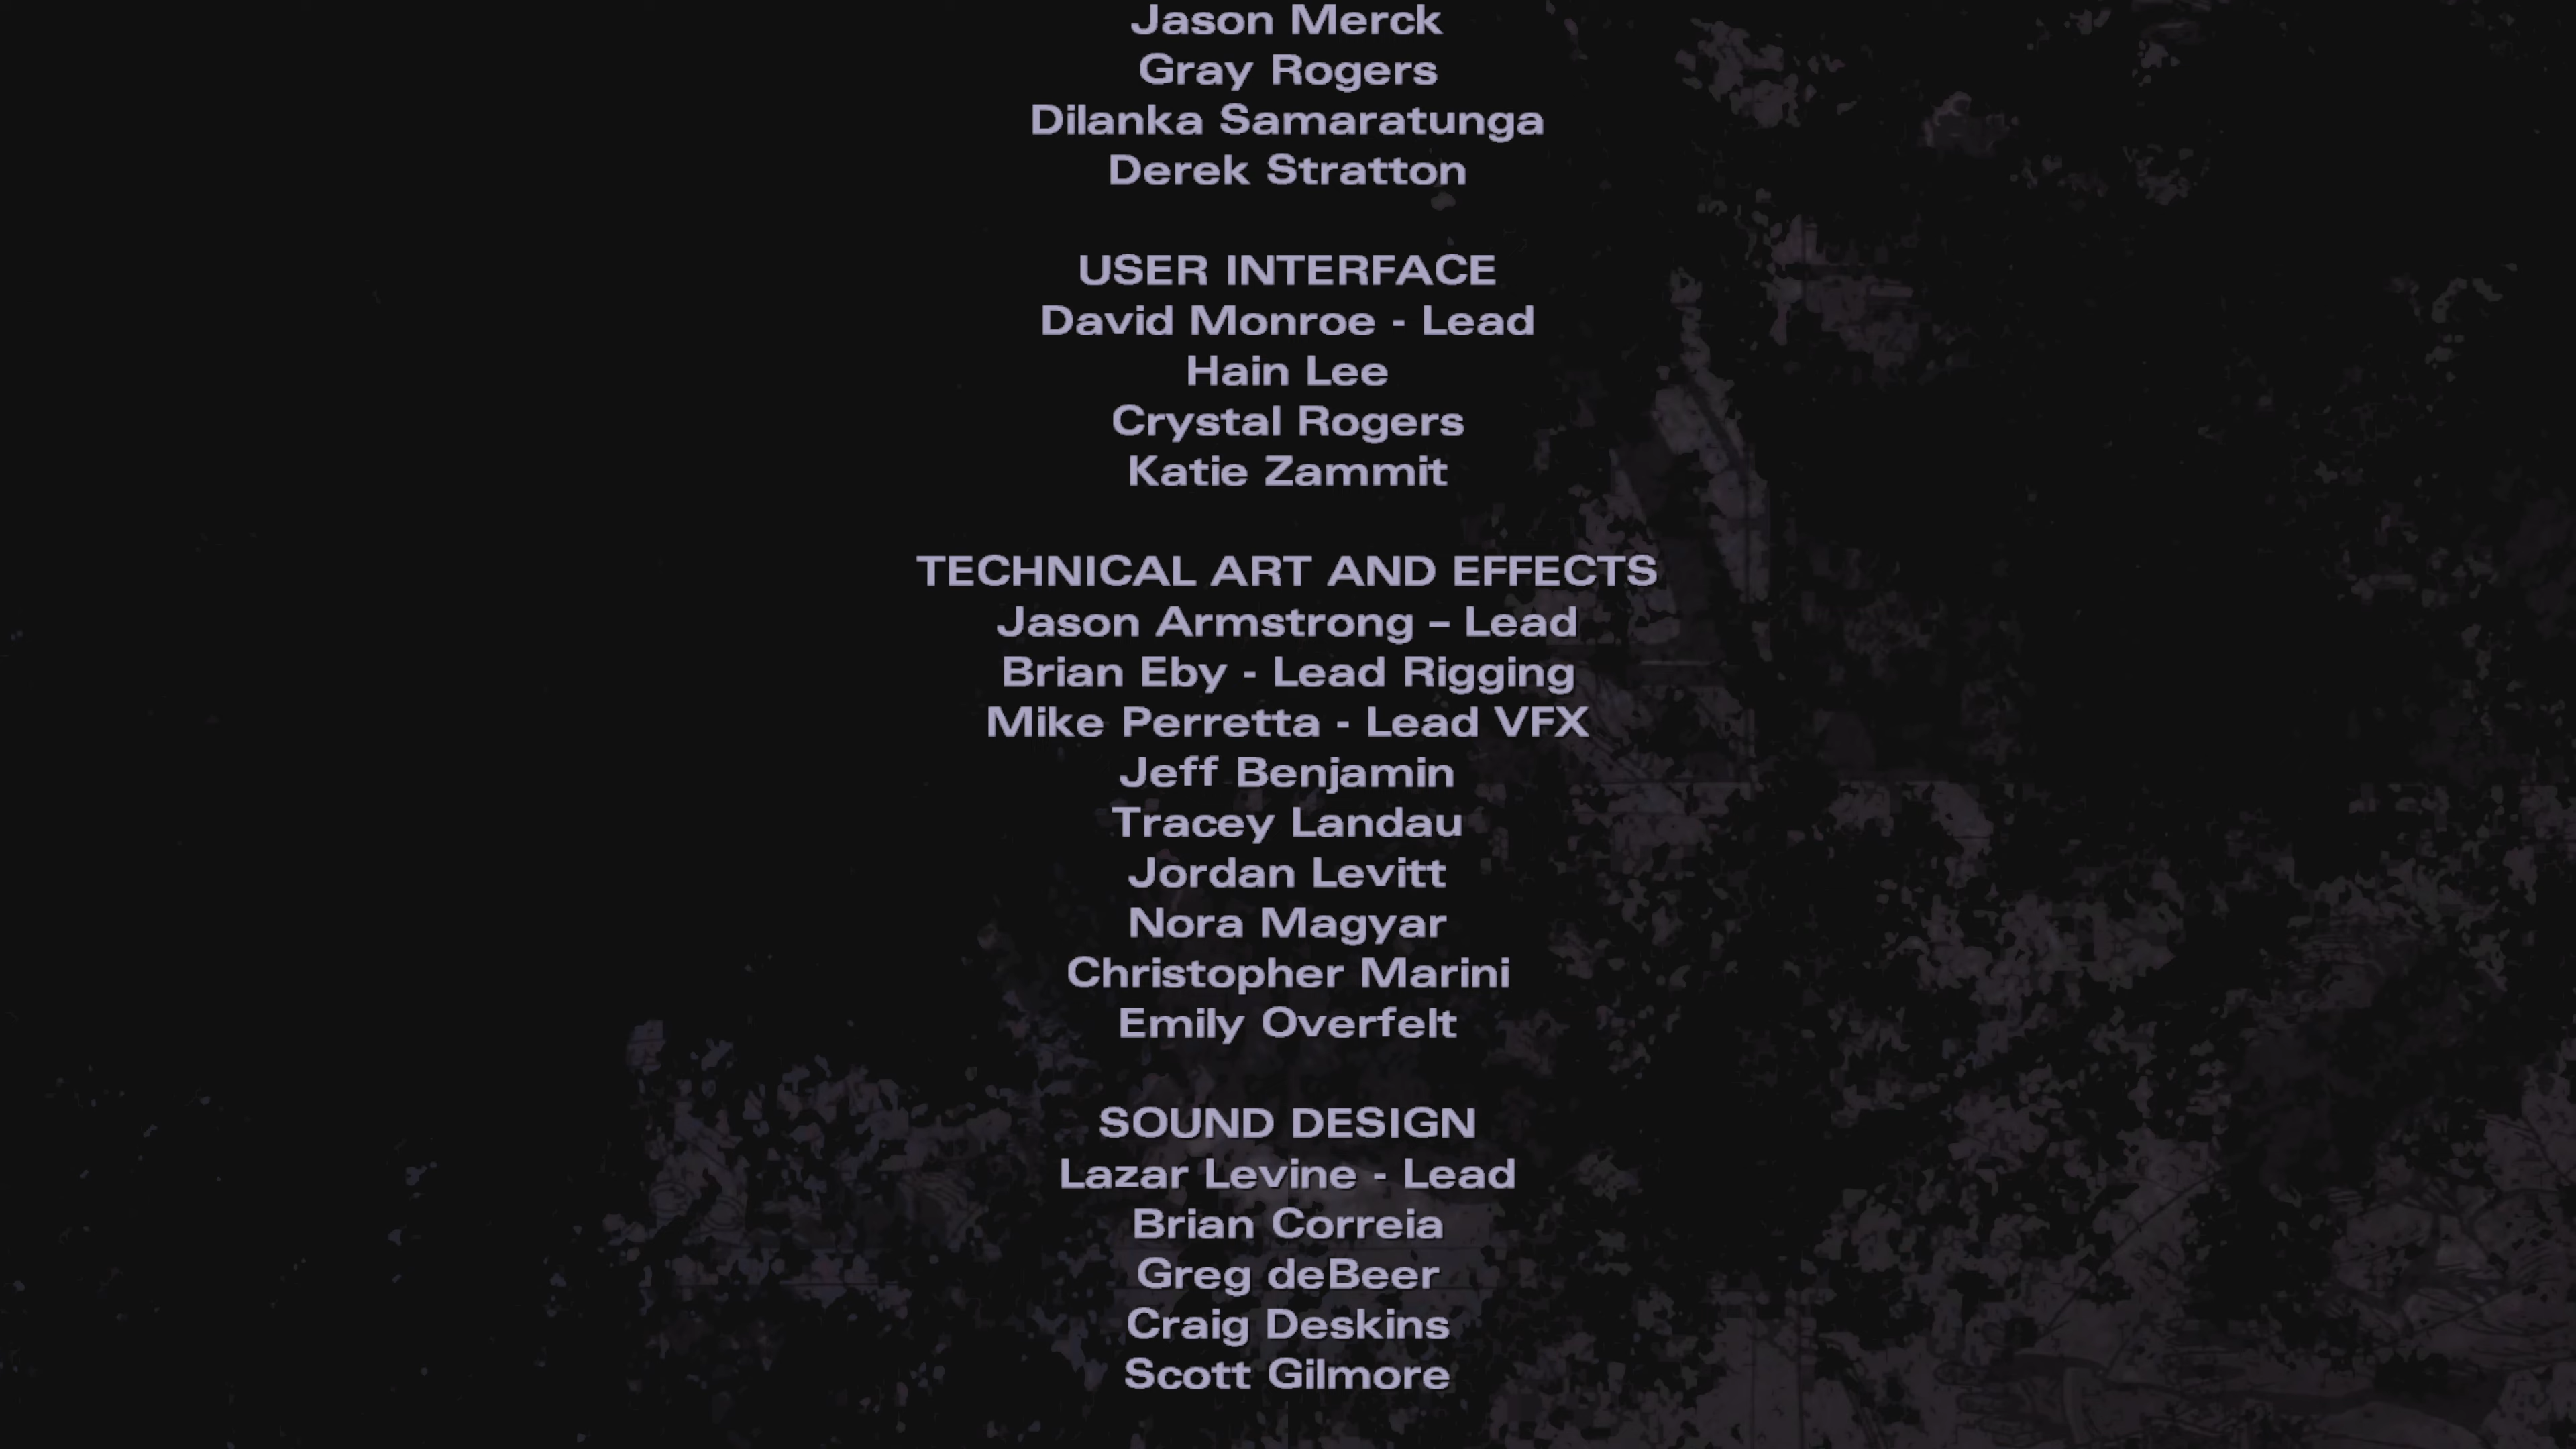 Jason Merck
Gray Rogers
Dilanka Samaratunga
Derek Stratton
USER INTERFACE
David Monroe - Lead
Hain Lee
Crystal Rogers
Katie Zammit
TECHNICAL ART AND EFFECTS
Jason Armstrong – Lead
Brian Eby - Lead Rigging
Mike Perretta - Lead VFX
Jeff Benjamin
Tracey Landau
Jordan Levitt
Nora Magyar
Christopher Marini
Emily Overfelt
SOUND DESIGN
Lazar Levine - Lead
Brian Correia
Greg deBeer
Craig Deskins
Scott Gilmore